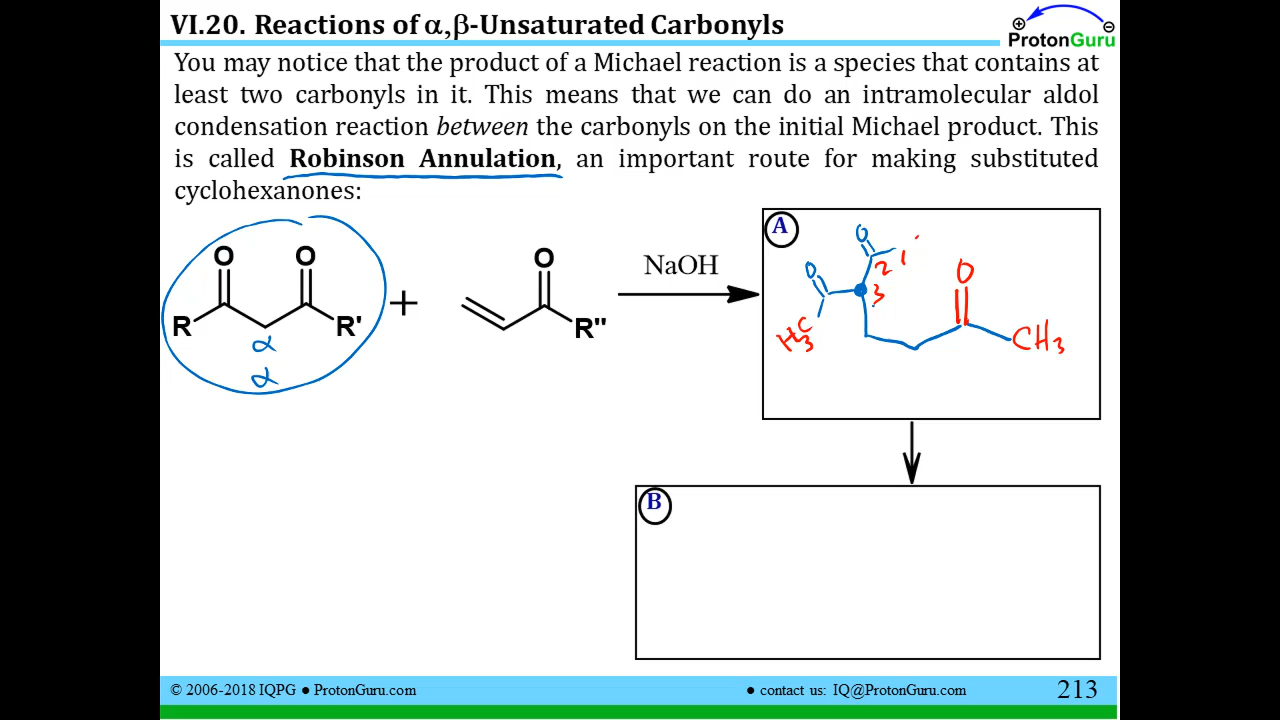 VI.20. Reactions of α,β-Unsaturated Carbonyls
⊕ ⊖
ProtonGuru
You may notice that the product of a Michael reaction is a species that contains at
least two carbonyls in it. This means that we can do an intramolecular aldol
condensation reaction between the carbonyls on the initial Michael product. This
is called Robinson Annulation, an important route for making substituted
cyclohexanones:
O O O
R R' + R"
α
α
NaOH
A
O O O
1
2
3
H3C
CH3
B
© 2006-2018 IQPG ● ProtonGuru.com ● contact us: IQ@ProtonGuru.com 213